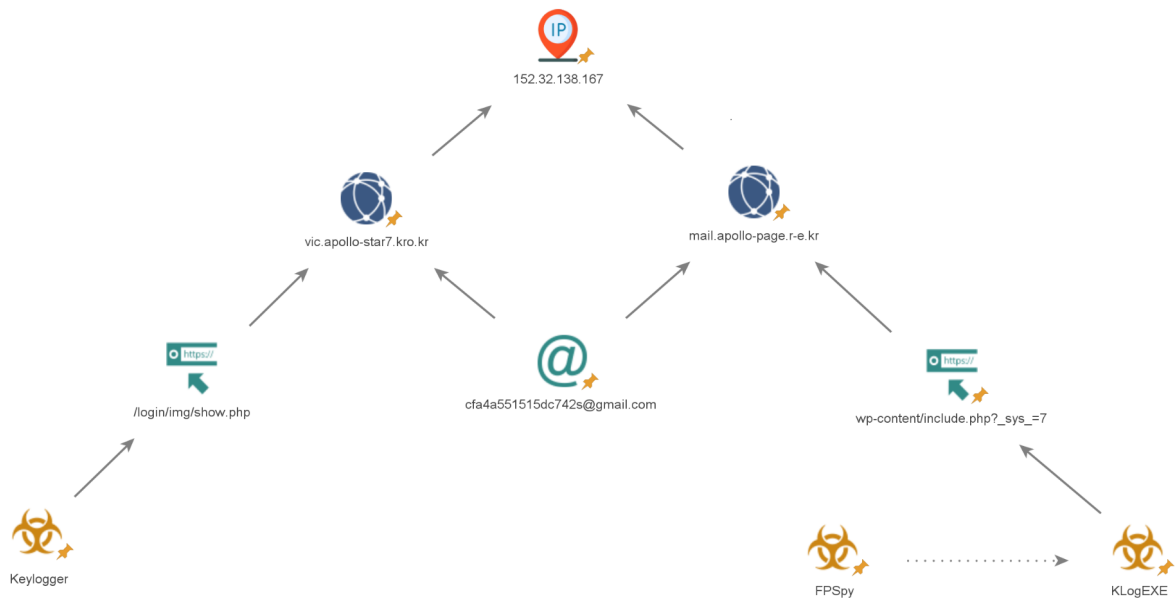 IP
152.32.138.167
vic.apollo-star7.kro.kr
mail.apollo-page.r-e.kr
https://
/login/img/show.php
cfa4a551515dc742s@gmail.com
https://
wp-content/include.php?_sys_=7
Keylogger
FPSpy
KLogEXE